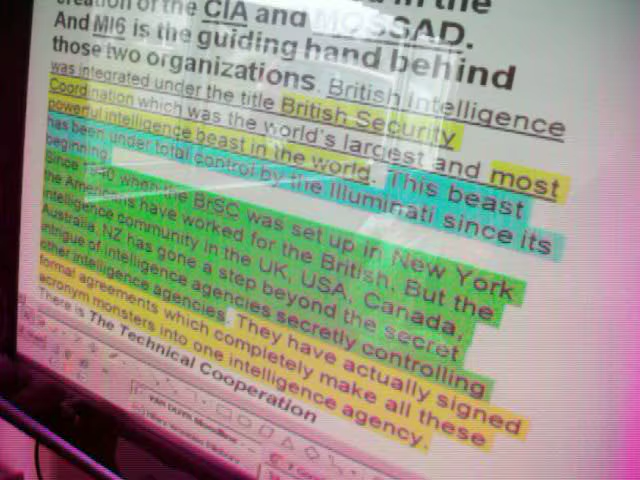 creation of the CIA and MOSSAD.
And MI6 is the guiding hand behind
those two organizations. British Intelligence
was integrated under the title British Security
Coordination which was the world's largest and most
powerful intelligence beast in the world. This beast
has been under total control by the Illuminati since its
beginning.
Since 1940 when the BrSC was set up in New York
the Americans have worked for the British. But the
intelligence community in the UK, USA, Canada,
Australia, NZ has gone a step beyond the secret
intrigue of intelligence agencies secretly controlling
other intelligence agencies. They have actually signed
formal agreements which completely make all these
acronym monsters into one intelligence agency.
There is The Technical Cooperation